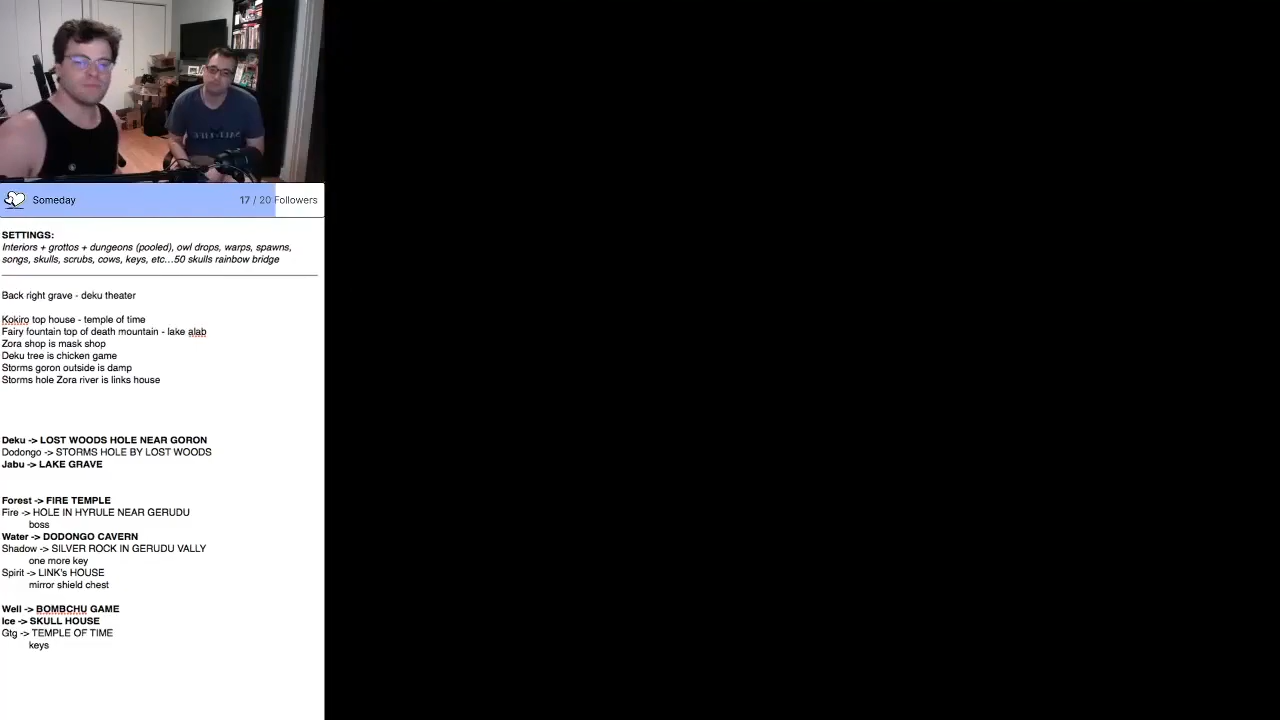 Someday
17 / 20 Followers
SETTINGS:
Interiors + grottos + dungeons (pooled), owl drops, warps, spawns,
songs, skulls, scrubs, cows, keys, etc...50 skulls rainbow bridge
Back right grave - deku theater
Kokiro top house - temple of time
Fairy fountain top of death mountain - lake alab
Zora shop is mask shop
Deku tree is chicken game
Storms goron outside is damp
Storms hole Zora river is links house
Deku -> LOST WOODS HOLE NEAR GORON
Dodongo -> STORMS HOLE BY LOST WOODS
Jabu -> LAKE GRAVE
Forest -> FIRE TEMPLE
Fire -> HOLE IN HYRULE NEAR GERUDU
boss
Water -> DODONGO CAVERN
Shadow -> SILVER ROCK IN GERUDU VALLY
one more key
Spirit -> LINK's HOUSE
mirror shield chest
Well -> BOMBCHU GAME
Ice -> SKULL HOUSE
Gtg -> TEMPLE OF TIME
keys